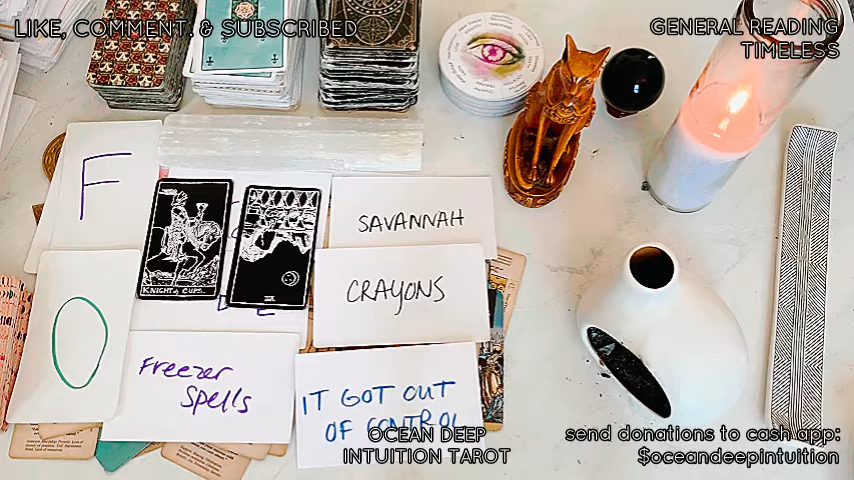 LIKE, COMMENT. & SUBSCRIBED
GENERAL READING
TIMELESS
F
SAVANNAH
KNIGHT of CUPS.
CRAYONS
O
Freezer
Spells
IT GOT OUT
OF CONTROL
OCEAN DEEP
INTUITION TAROT
send donations to cash app:
$oceandeepintuition